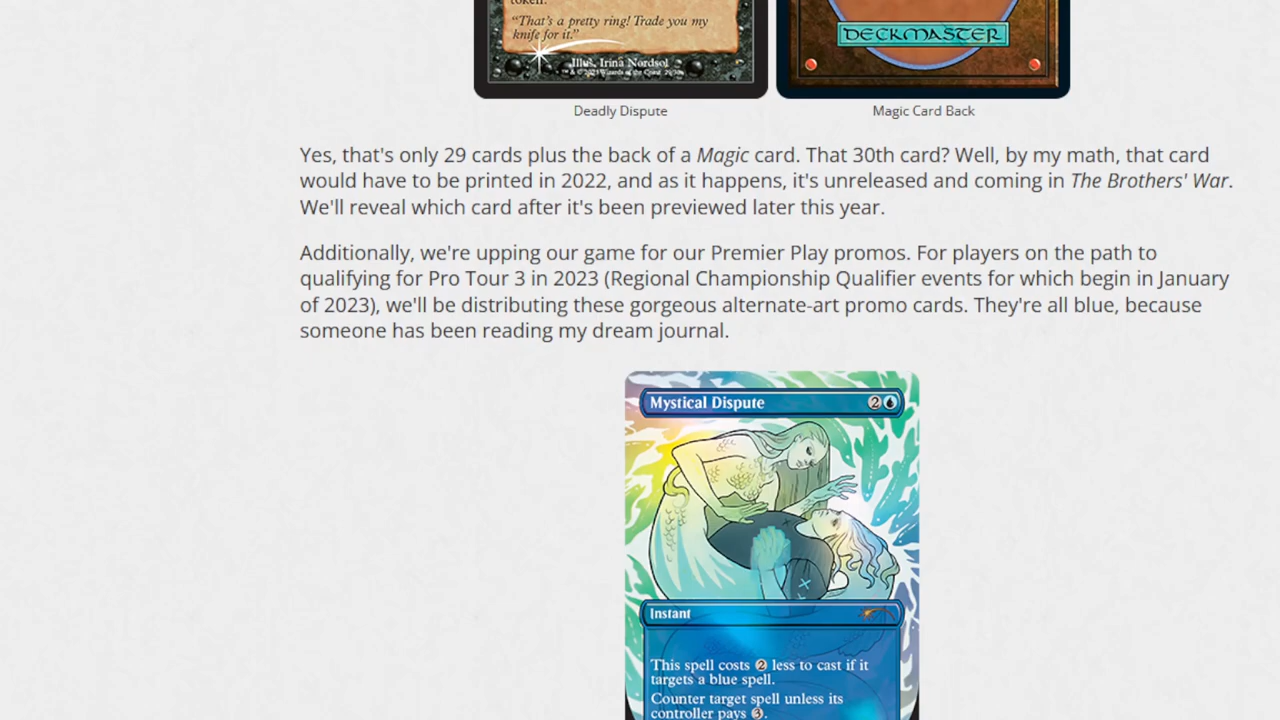 token.
"That's a pretty ring! Trade you my
knife for it."
Illus. Irina Nordsol
DECKMASTER
Deadly Dispute
Magic Card Back
Yes, that's only 29 cards plus the back of a Magic card. That 30th card? Well, by my math, that card
would have to be printed in 2022, and as it happens, it's unreleased and coming in The Brothers' War.
We'll reveal which card after it's been previewed later this year.
Additionally, we're upping our game for our Premier Play promos. For players on the path to
qualifying for Pro Tour 3 in 2023 (Regional Championship Qualifier events for which begin in January
of 2023), we'll be distributing these gorgeous alternate-art promo cards. They're all blue, because
someone has been reading my dream journal.
Mystical Dispute 2
Instant
This spell costs 2 less to cast if it
targets a blue spell.
Counter target spell unless its
controller pays 3.